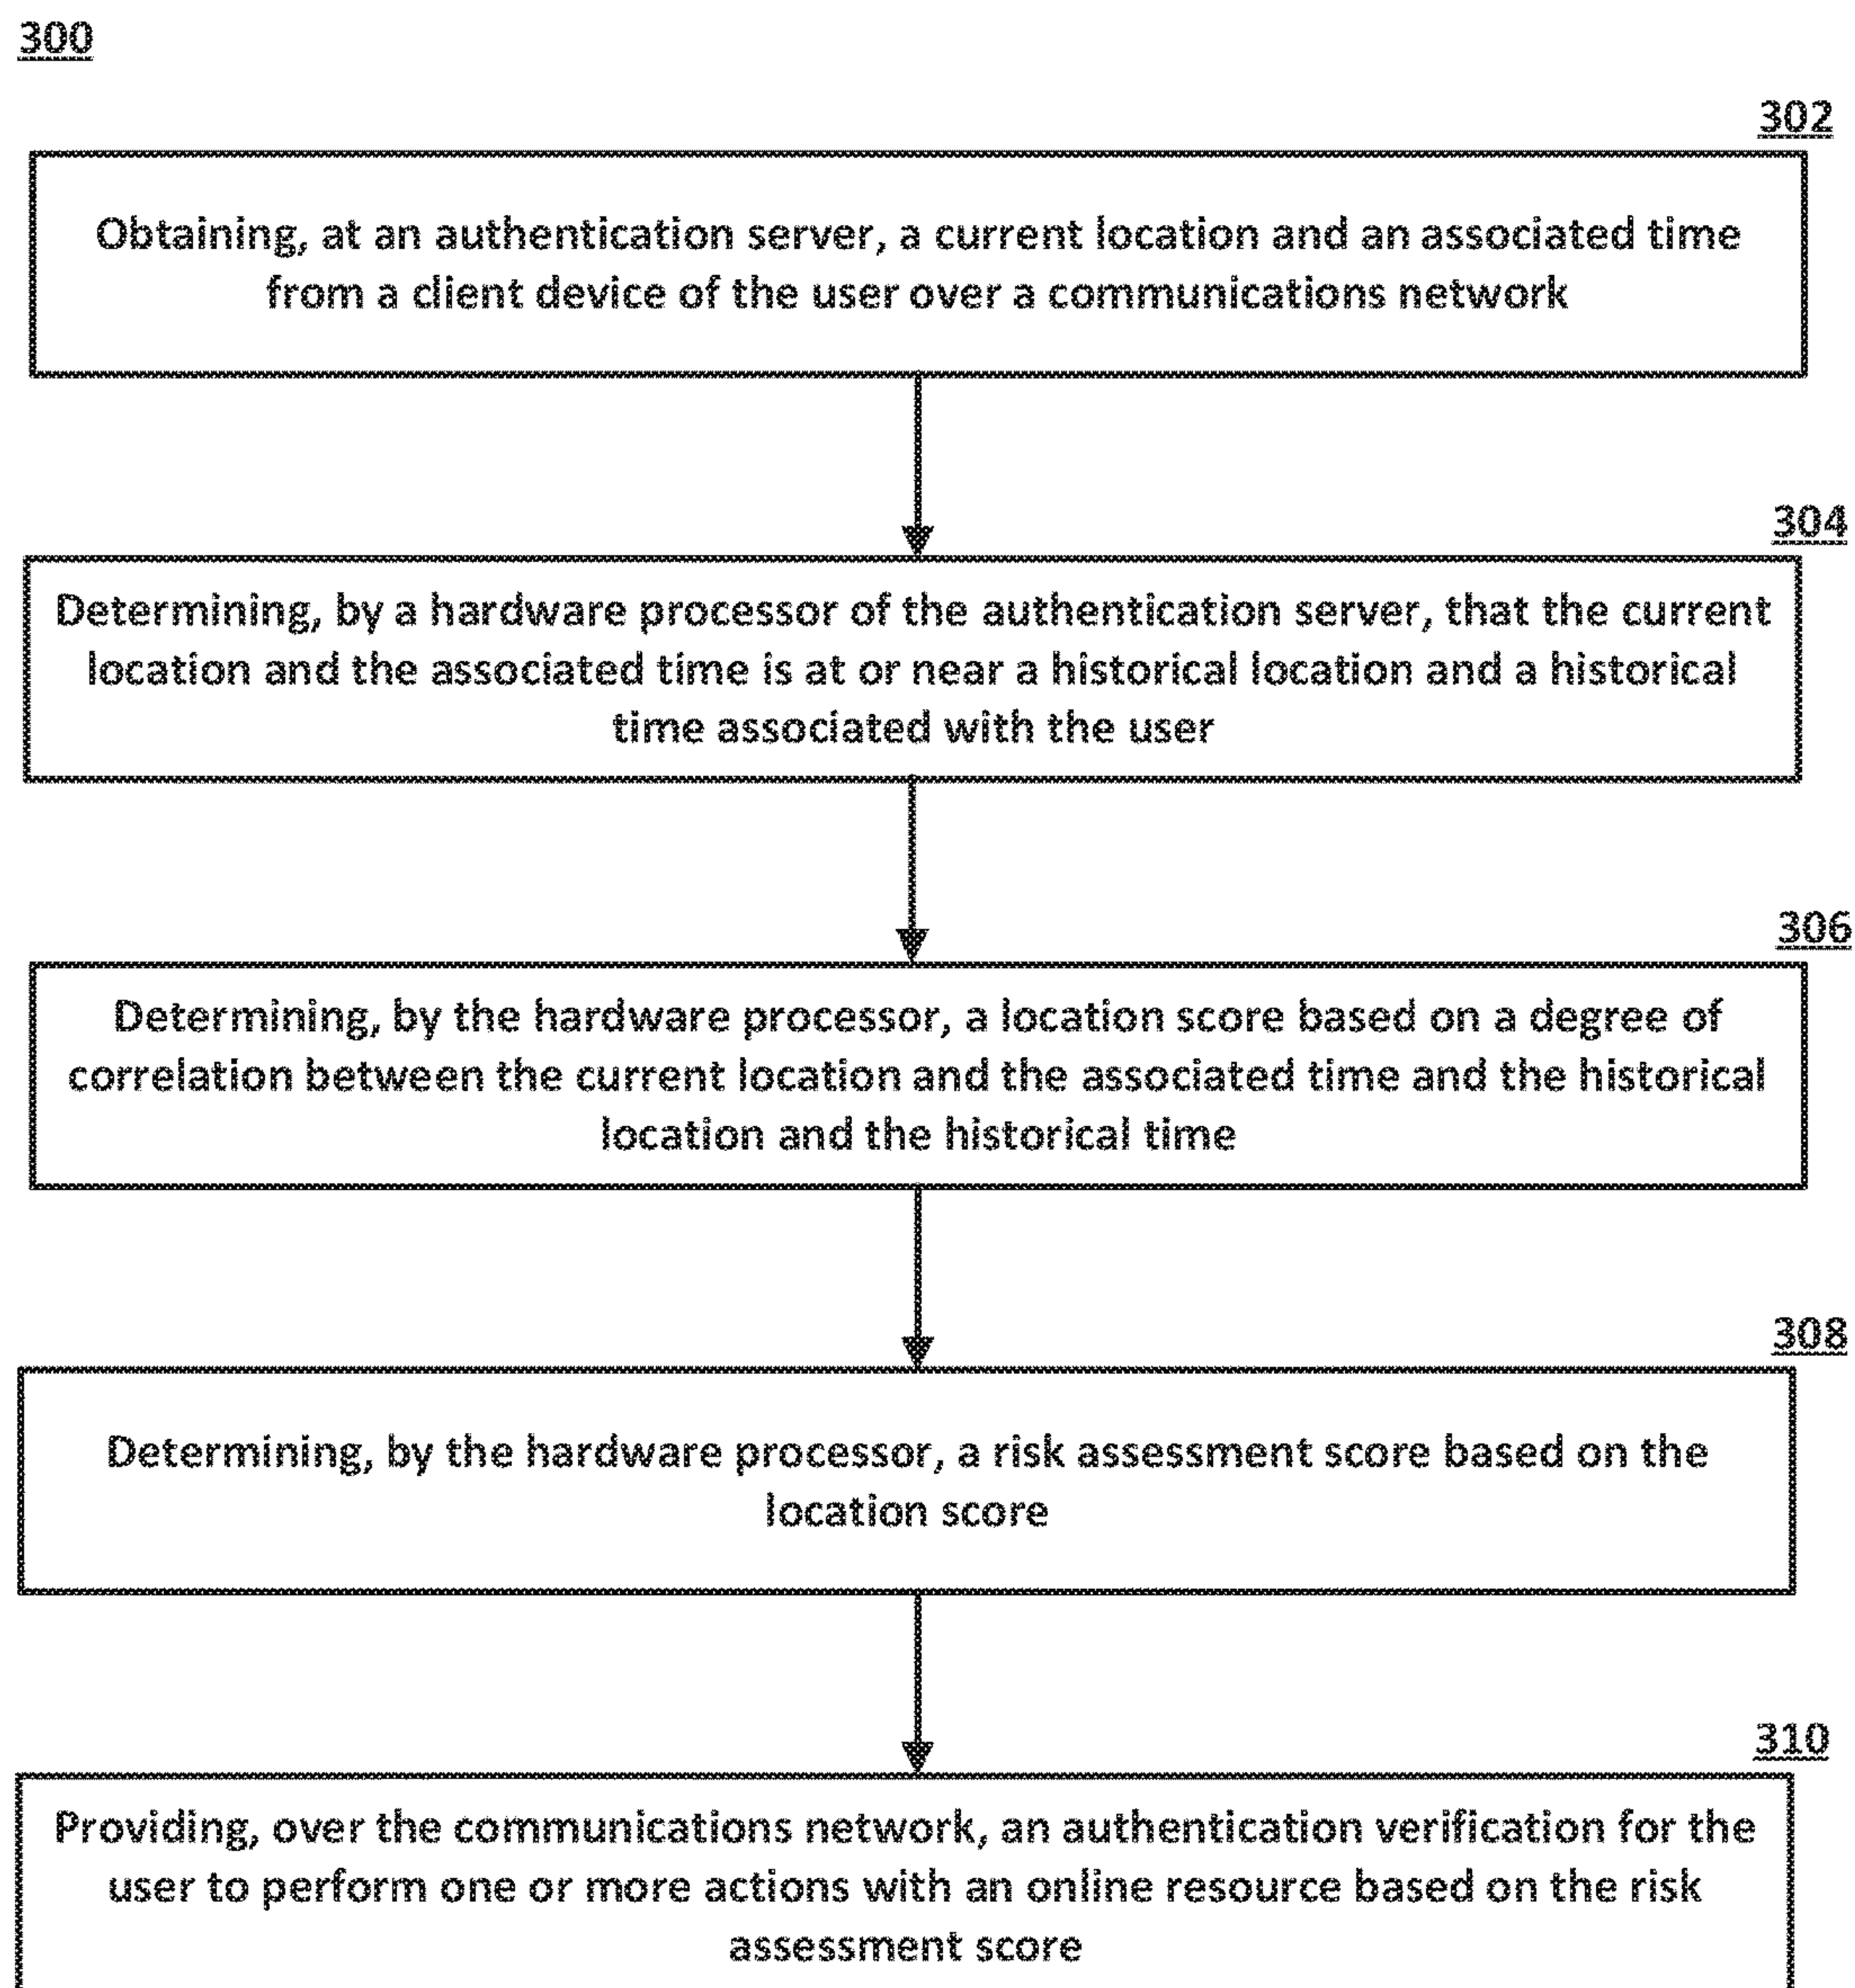 300
302
Obtaining, at an authentication server, a current location and an associated time
from a client device of the user over a communications network
304
Determining, by a hardware processor of the authentication server, that the current
location and the associated time is at or near a historical location and a historical
time associated with the user
306
Determining, by the hardware processor, a location score based on a degree of
correlation between the current location and the associated time and the historical
location and the historical time
308
Determining, by the hardware processor, a risk assessment score based on the
location score
310
Providing, over the communications network, an authentication verification for the
user to perform one or more actions with an online resource based on the risk
assessment score